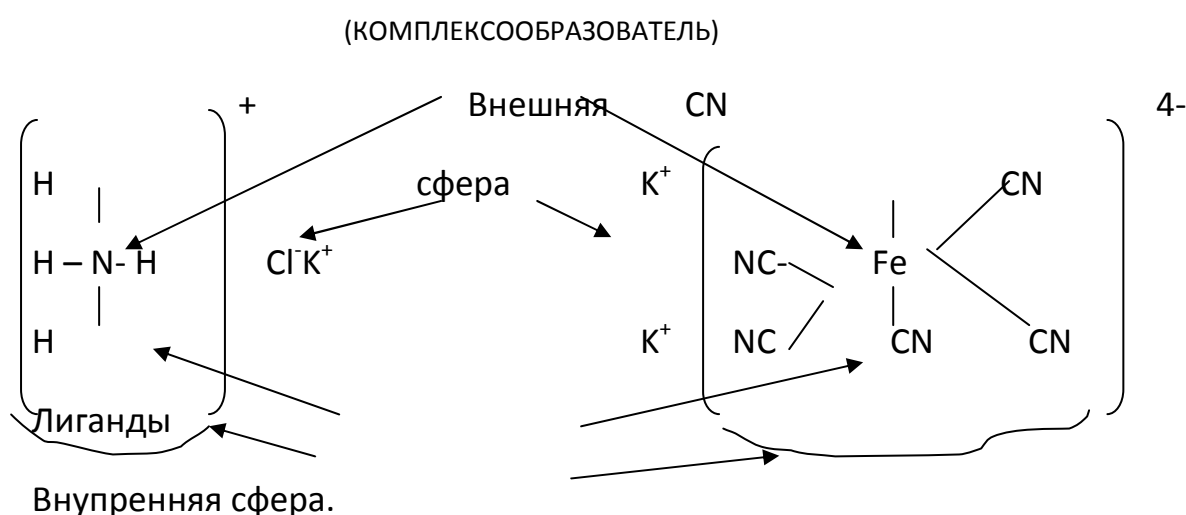 (КОМПЛЕКСООБРАЗОВАТЕЛЬ)
+ Внешняя CN 4-
H сфера K⁺ CN
H – N- H Cl⁻K⁺ NC- Fe
H K⁺ NC CN CN
Лиганды
Внупренняя сфера.